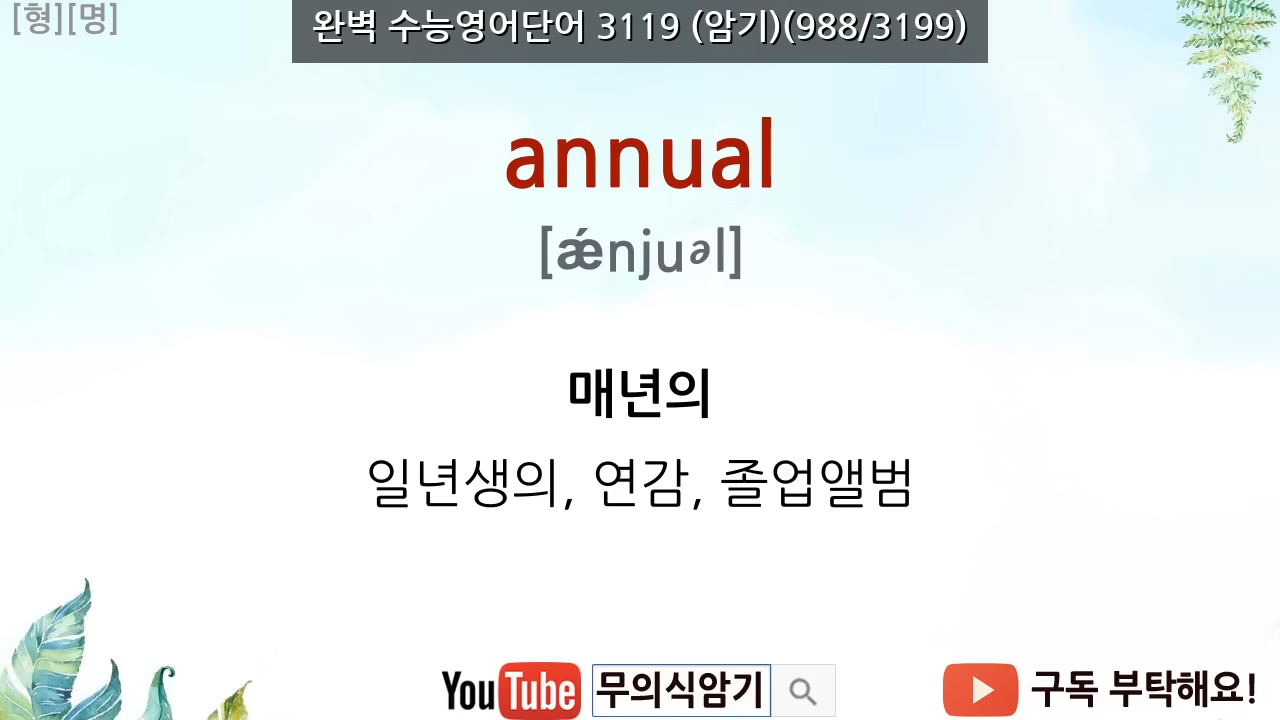 [형][명]
완벽 수능영어단어 3119 (암기)(988/3199)
annual
[ǽnjuəl]
매년의
일년생의, 연감, 졸업앨범
YouTube 무의식암기
구독 부탁해요!